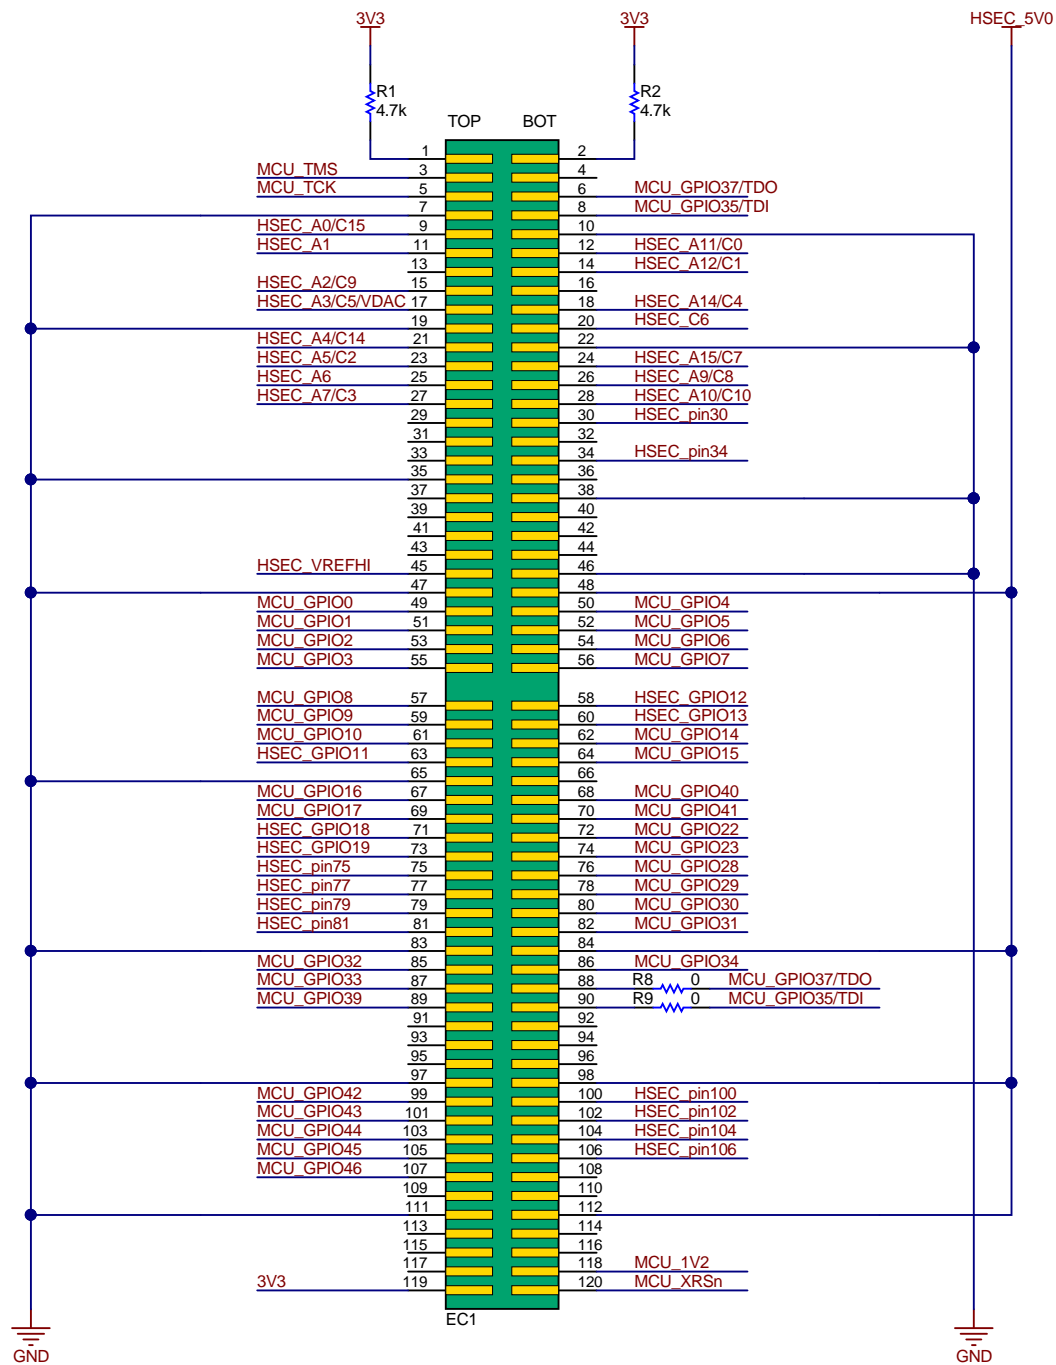 3V3 3V3 HSEC_5V0
R1 4.7k R2 4.7k
TOP BOT
1 2
MCU_TMS 3 4
MCU_TCK 5 6 MCU_GPIO37/TDO
7 8 MCU_GPIO35/TDI
HSEC_A0/C15 9 10
HSEC_A1 11 12 HSEC_A11/C0
13 14 HSEC_A12/C1
HSEC_A2/C9 15 16
HSEC_A3/C5/VDAC 17 18 HSEC_A14/C4
19 20 HSEC_C6
HSEC_A4/C14 21 22
HSEC_A5/C2 23 24 HSEC_A15/C7
HSEC_A6 25 26 HSEC_A9/C8
HSEC_A7/C3 27 28 HSEC_A10/C10
29 30 HSEC_pin30
31 32
33 34 HSEC_pin34
35 36
37 38
39 40
41 42
43 44
HSEC_VREFHI 45 46
47 48
MCU_GPIO0 49 50 MCU_GPIO4
MCU_GPIO1 51 52 MCU_GPIO5
MCU_GPIO2 53 54 MCU_GPIO6
MCU_GPIO3 55 56 MCU_GPIO7
MCU_GPIO8 57 58 HSEC_GPIO12
MCU_GPIO9 59 60 HSEC_GPIO13
MCU_GPIO10 61 62 MCU_GPIO14
HSEC_GPIO11 63 64 MCU_GPIO15
65 66
MCU_GPIO16 67 68 MCU_GPIO40
MCU_GPIO17 69 70 MCU_GPIO41
HSEC_GPIO18 71 72 MCU_GPIO22
HSEC_GPIO19 73 74 MCU_GPIO23
HSEC_pin75 75 76 MCU_GPIO28
HSEC_pin77 77 78 MCU_GPIO29
HSEC_pin79 79 80 MCU_GPIO30
HSEC_pin81 81 82 MCU_GPIO31
83 84
MCU_GPIO32 85 86 MCU_GPIO34
MCU_GPIO33 87 88 R8 0 MCU_GPIO37/TDO
MCU_GPIO39 89 90 R9 0 MCU_GPIO35/TDI
91 92
93 94
95 96
97 98
MCU_GPIO42 99 100 HSEC_pin100
MCU_GPIO43 101 102 HSEC_pin102
MCU_GPIO44 103 104 HSEC_pin104
MCU_GPIO45 105 106 HSEC_pin106
MCU_GPIO46 107 108
109 110
111 112
113 114
115 116
117 118 MCU_1V2
3V3 119 120 MCU_XRSn
EC1
GND GND